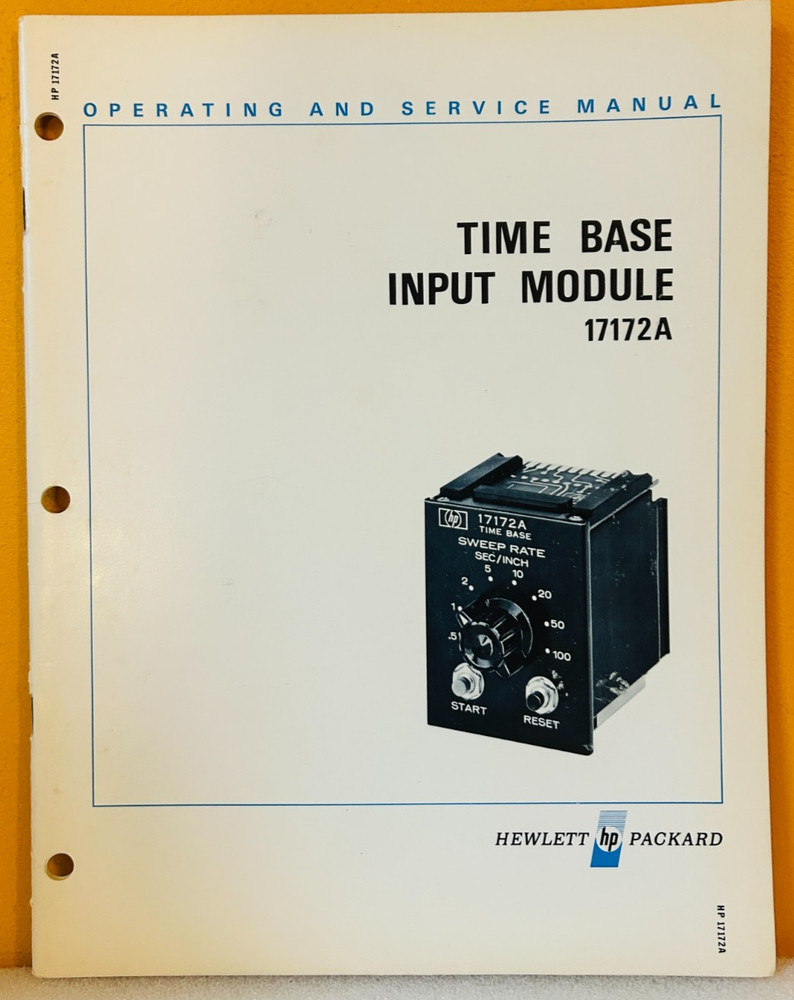 HP 17172A
OPERATING AND SERVICE MANUAL
TIME BASE
INPUT MODULE
17172A
hp 17172A
TIME BASE
SWEEP RATE
SEC/INCH
5 10
2 20
1 50
.5 100
START RESET
HEWLETT hp PACKARD
HP 17172A